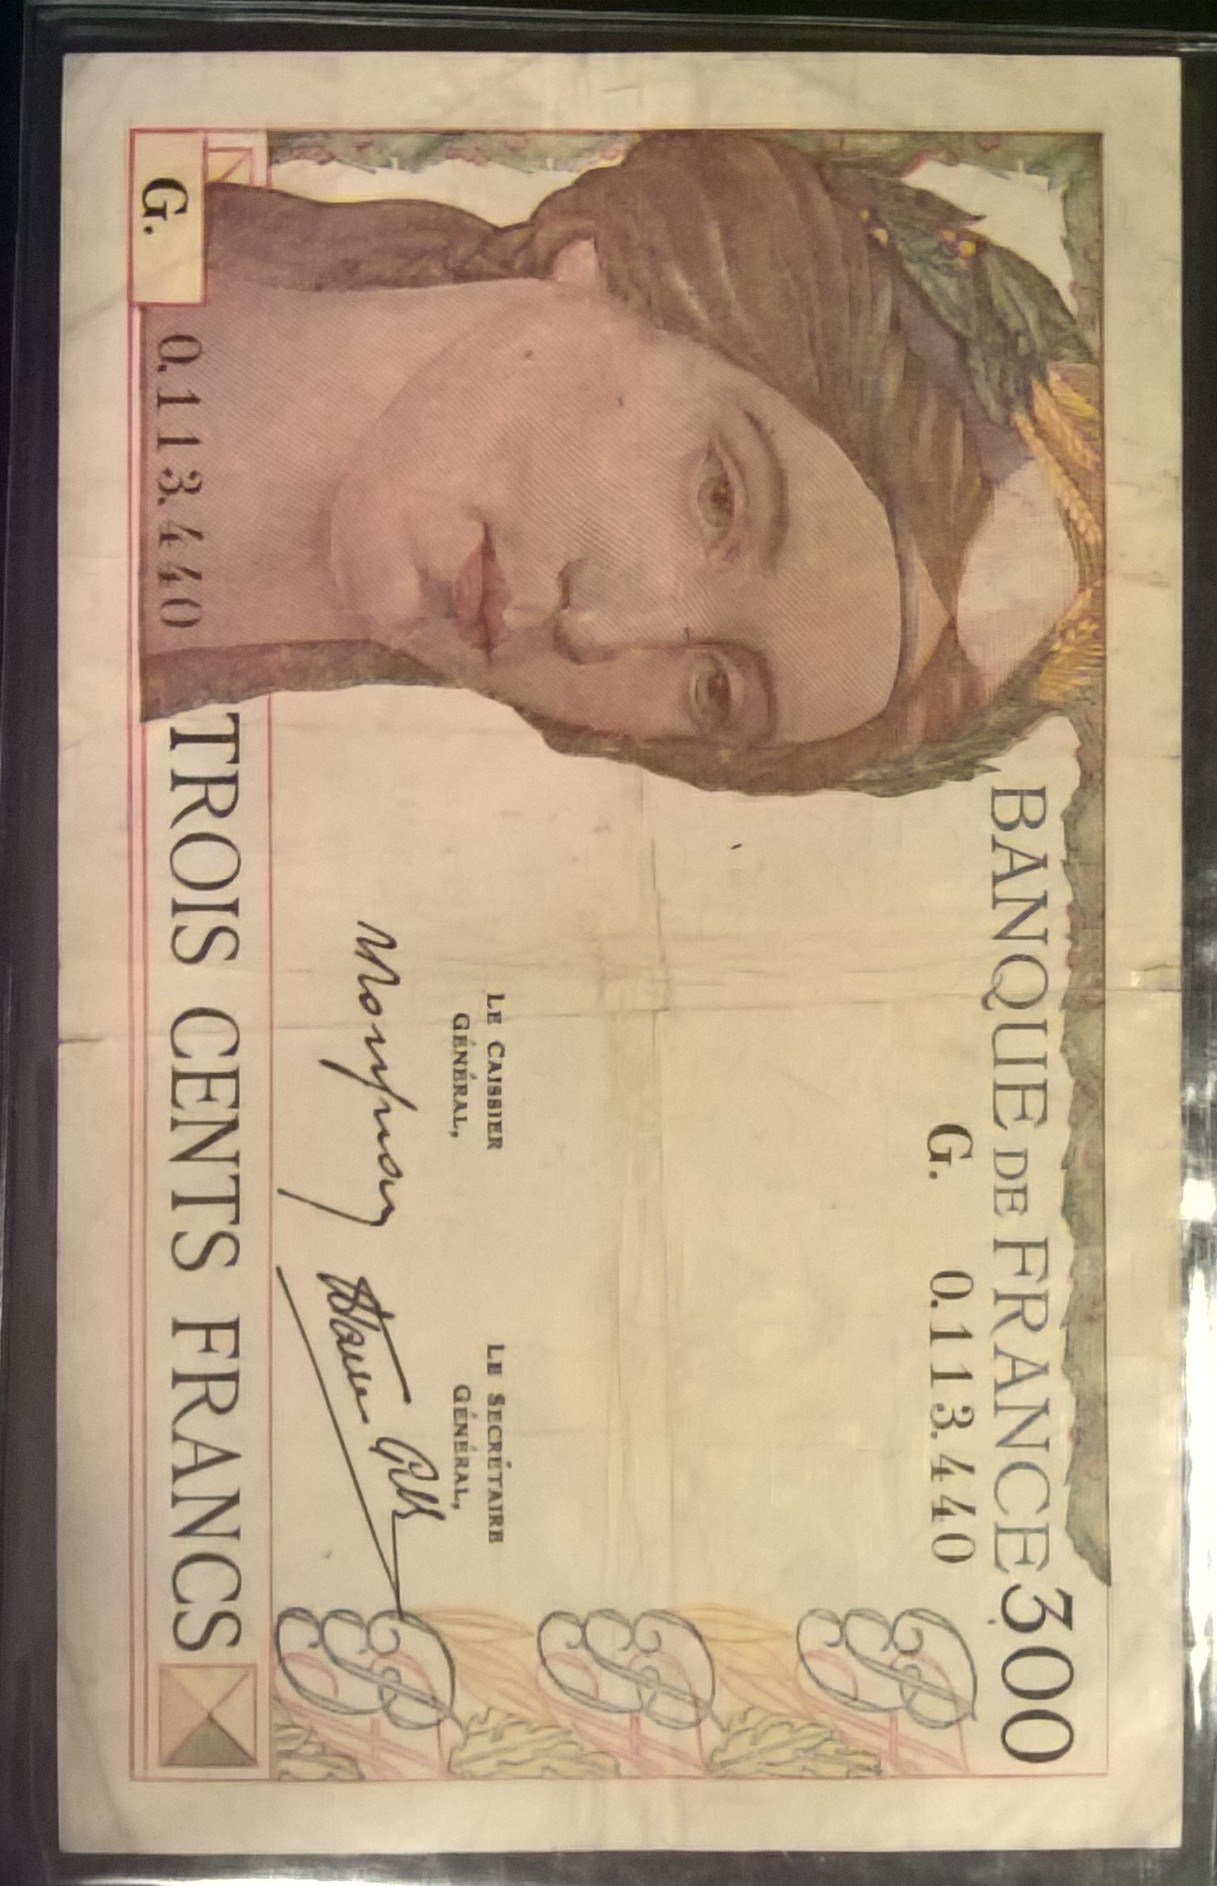 BANQUE DE FRANCE 300
G. 0.113.440
LE CAISSIER
GÉNÉRAL,
LE SECRÉTAIRE
GÉNÉRAL,
G.
0.113.440
TROIS CENTS FRANCS